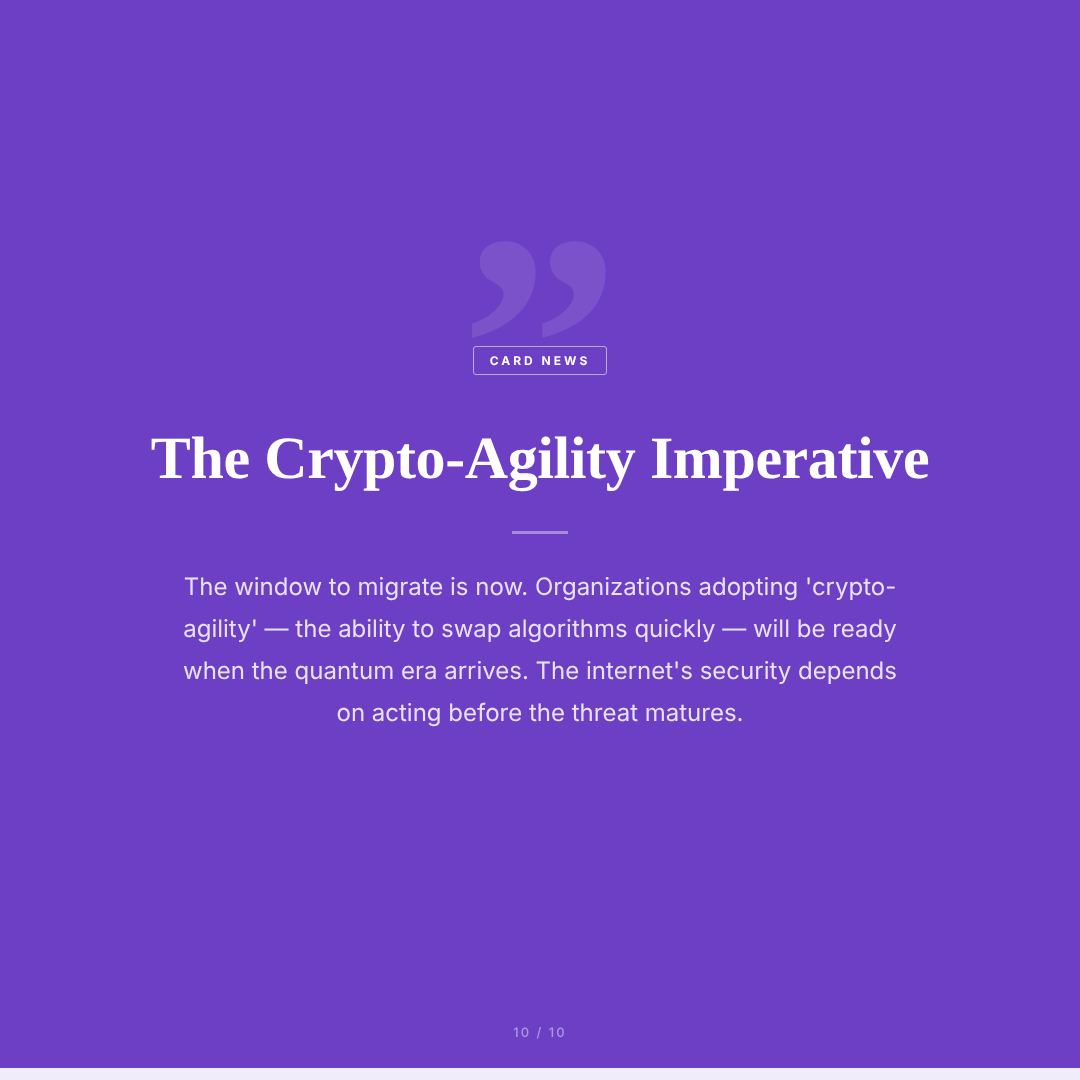 ”
CARD NEWS
The Crypto-Agility Imperative
The window to migrate is now. Organizations adopting 'crypto-
agility' — the ability to swap algorithms quickly — will be ready
when the quantum era arrives. The internet's security depends
on acting before the threat matures.
10 / 10